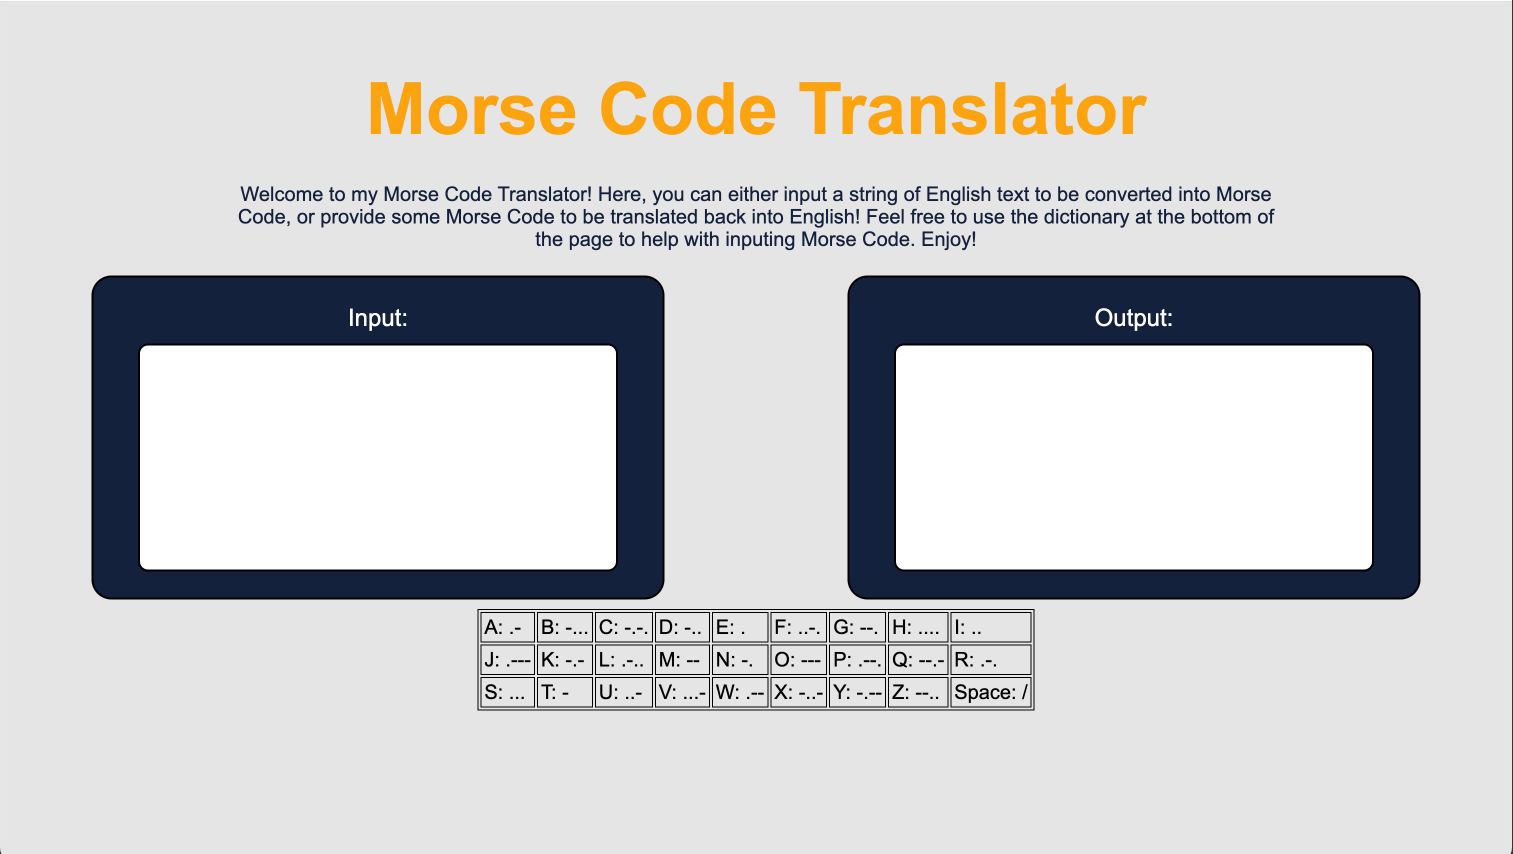 Morse Code Translator
Welcome to my Morse Code Translator! Here, you can either input a string of English text to be converted into Morse
Code, or provide some Morse Code to be translated back into English! Feel free to use the dictionary at the bottom of
the page to help with inputing Morse Code. Enjoy!
Input:
Output:
A: .- B: -... C: -.-. D: -.. E: . F: ..-. G: --. H: .... I: ..
J: .--- K: -.- L: .-.. M: -- N: -. O: --- P: .--. Q: --.- R: .-.
S: ... T: - U: ..- V: ...- W: .-- X: -..- Y: -.-- Z: --.. Space: /